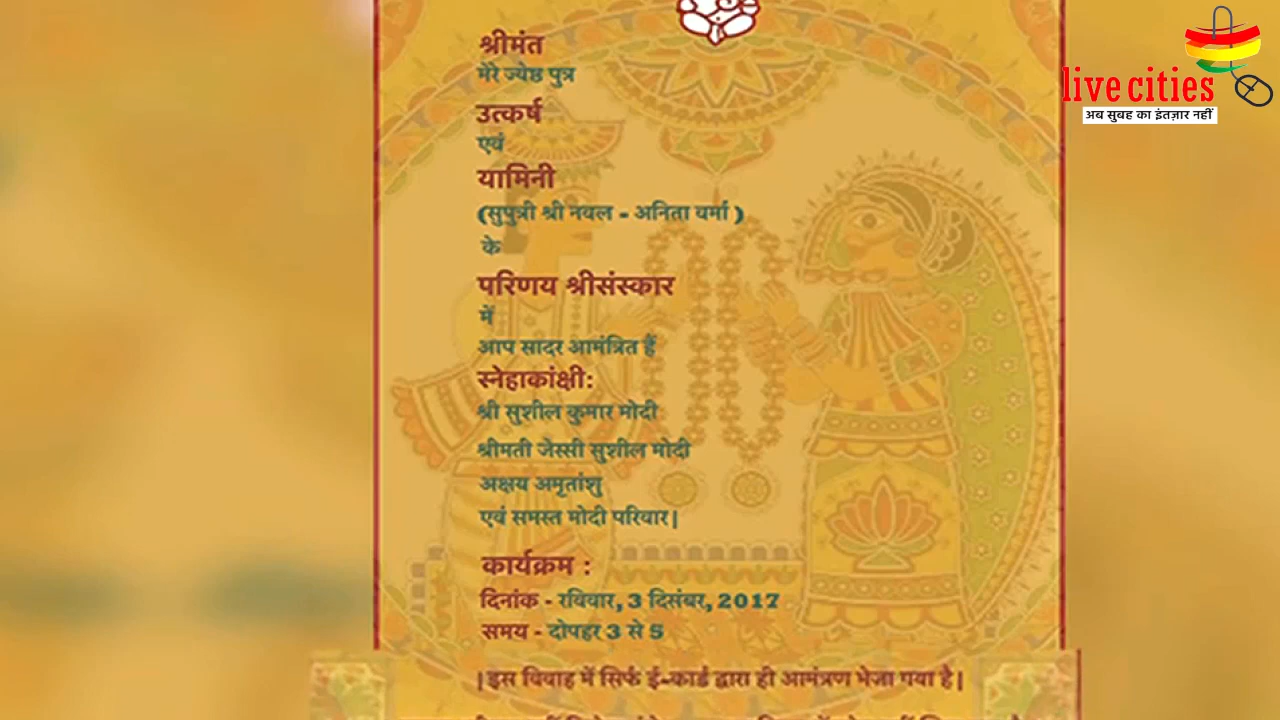 श्रीमंत
मेरे ज्येष्ठ पुत्र
उत्कर्ष
एवं
यामिनी
(सुपुत्री श्री नवल - अनिता वर्मा )
के
परिणय श्रीसंस्कार
में
आप सादर आमंत्रित हैं
स्नेहाकांक्षी:
श्री सुशील कुमार मोदी
श्रीमती जेस्सी सुशील मोदी
अक्षय अमृतांशु
एवं समस्त मोदी परिवार|
कार्यक्रम :
दिनांक - रविवार, 3 दिसंबर, 2017
समय - दोपहर 3 से 5
|इस विवाह में सिर्फ ई-कार्ड द्वारा ही आमंत्रण भेजा गया है|
live cities
अब सुबह का इंतज़ार नहीं